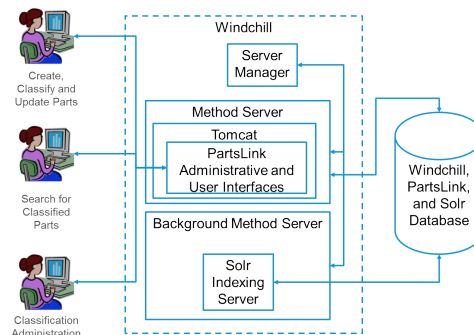 Windchill
Server
Manager
Create,
Classify and
Update Parts
Method Server
Tomcat
PartsLink
Administrative and
User Interfaces
Search for
Classified
Parts
Windchill,
PartsLink,
and Solr
Database
Background Method Server
Solr
Indexing
Server
Classification
Administration